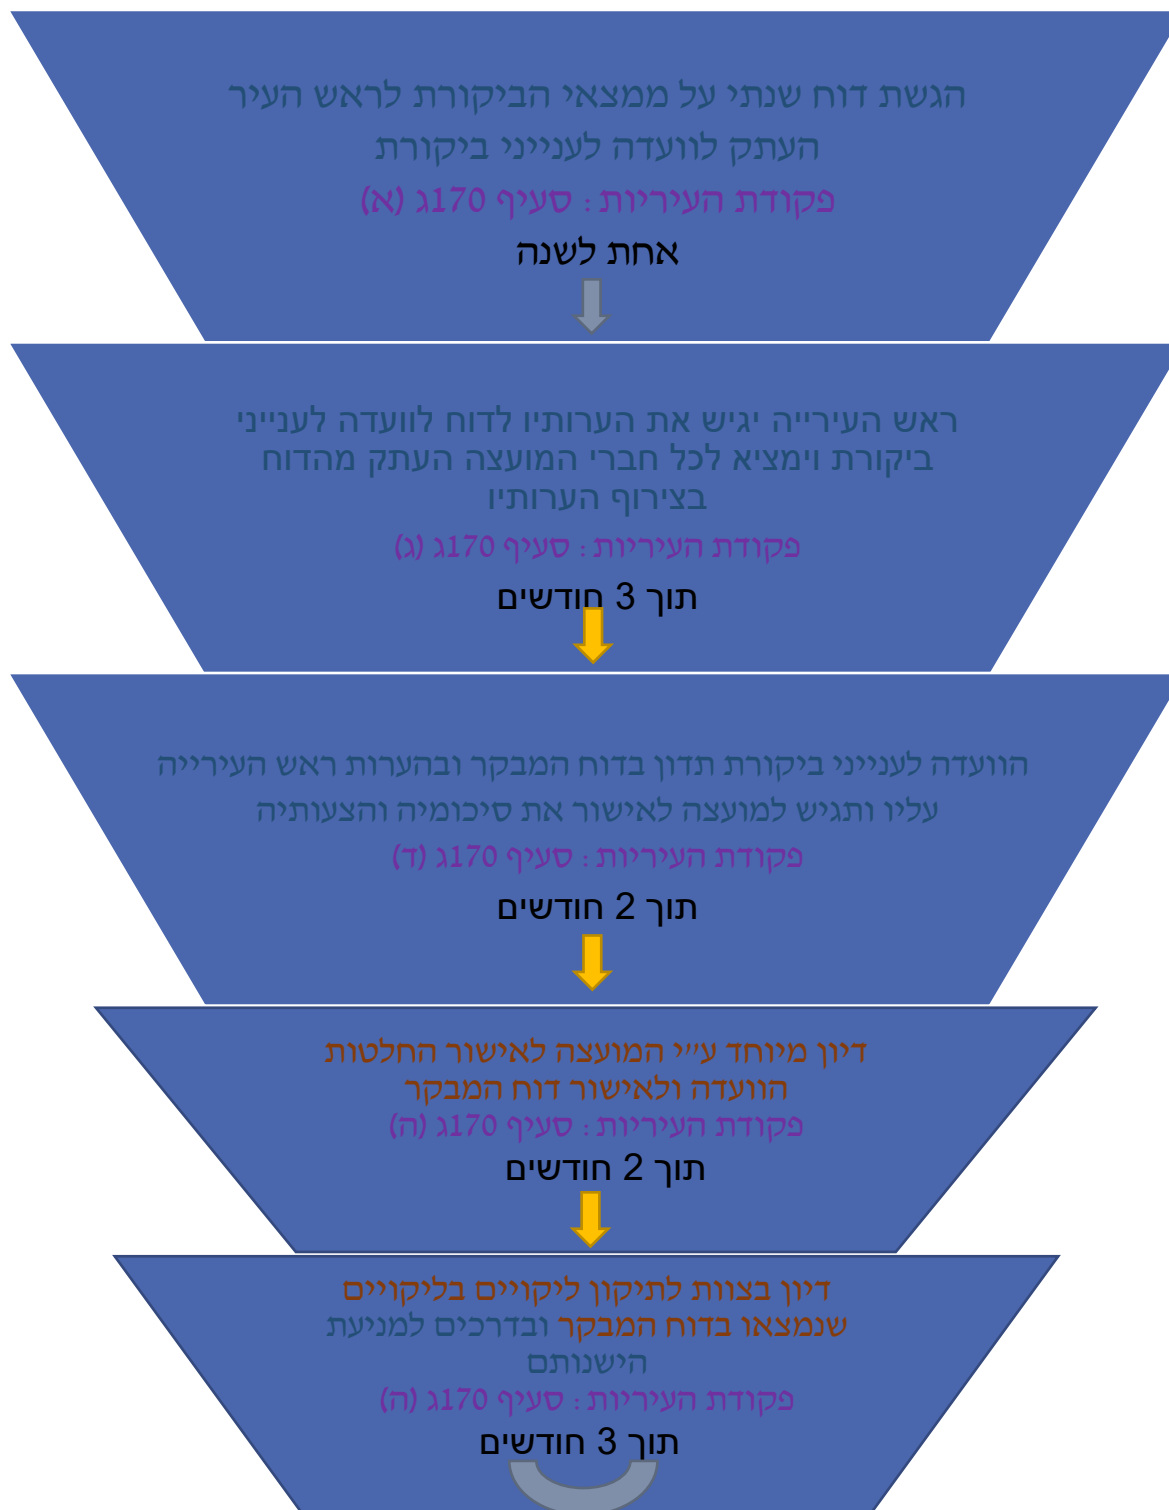 הגשת דוח שנתי על ממצאי הביקורת לראש העיר
העתק לוועדה לענייני ביקורת
פקודת העיריות : סעיף 170ג (א)
אחת לשנה
ראש העירייה יגיש את הערותיו לדוח לוועדה לענייני
ביקורת וימציא לכל חברי המועצה העתק מהדוח
בצירוף הערותיו
פקודת העיריות : סעיף 170ג (ג)
תוך 3 חודשים
הוועדה לענייני ביקורת תדון בדוח המבקר ובהערות ראש העירייה
עליו ותגיש למועצה לאישור את סיכומיה והצעותיה
פקודת העיריות : סעיף 170ג (ד)
תוך 2 חודשים
דיון מיוחד ע״י המועצה לאישור החלטות
הוועדה ולאישור דוח המבקר
פקודת העיריות : סעיף 170ג (ה)
תוך 2 חודשים
דיון בצוות לתיקון ליקויים בליקויים
שנמצאו בדוח המבקר ובדרכים למניעת
הישנותם
פקודת העיריות : סעיף 170ג (ה)
תוך 3 חודשים